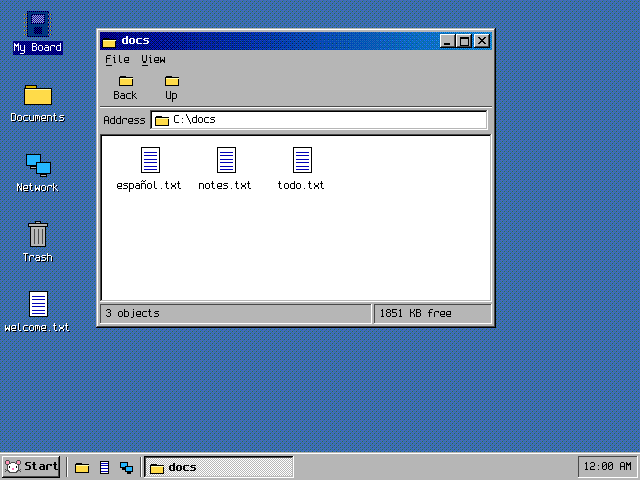 My Board
Documents
Network
Trash
welcome.txt
docs
File View
Back Up
Address C:\docs
español.txt notes.txt todo.txt
3 objects 1851 KB free
Start docs 12:00 AM